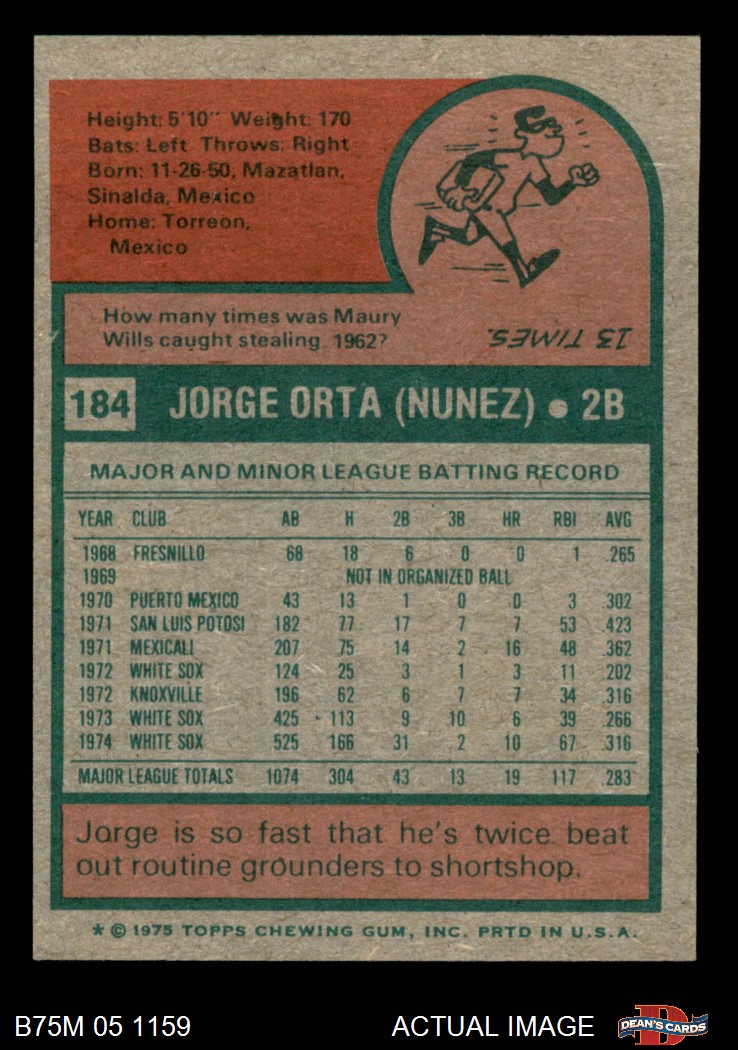 Height: 5'10" Weight: 170
Bats: Left Throws: Right
Born: 11-26-50, Mazatlan,
Sinalda, Mexico
Home: Torreon,
Mexico
How many times was Maury
Wills caught stealing 1962?
13 TIMES.
184 JORGE ORTA (NUNEZ) ● 2B
MAJOR AND MINOR LEAGUE BATTING RECORD
YEAR CLUB AB H 2B 3B HR RBI AVG
1968 FRESNILLO 68 18 6 0 0 1 .265
1969 NOT IN ORGANIZED BALL
1970 PUERTO MEXICO 43 13 1 0 0 3 .302
1971 SAN LUIS POTOSI 182 77 17 7 7 53 .423
1971 MEXICALI 207 75 14 2 16 48 .362
1972 WHITE SOX 124 25 3 1 3 11 .202
1972 KNOXVILLE 196 62 6 7 7 34 .316
1973 WHITE SOX 425 113 9 10 6 39 .266
1974 WHITE SOX 525 166 31 2 10 67 .316
MAJOR LEAGUE TOTALS 1074 304 43 13 19 117 .283
Jorge is so fast that he's twice beat
out routine grounders to shortshop.
* © 1975 TOPPS CHEWING GUM, INC. PRTD IN U.S.A.
B75M 05 1159 ACTUAL IMAGE D DEAN'S CARDS